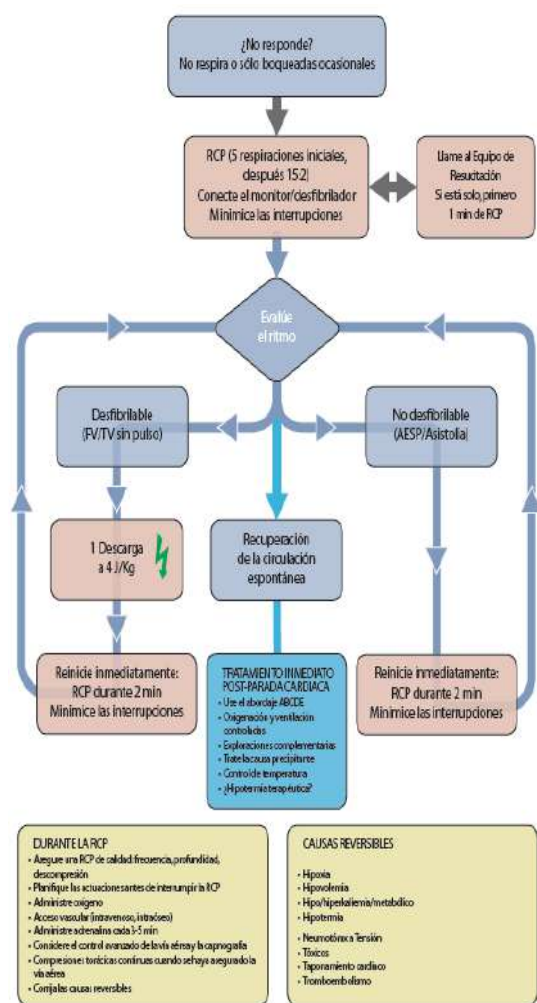 ¿No responde?
No respira o sólo boqueadas ocasionales
RCP (5 respiraciones iniciales,
después 15:2)
Conecte el monitor/desfibrilador
Minimice las interrupciones
Llame al Equipo de
Resucitación
Si está solo, primero
1 min de RCP
Evalúe
el ritmo
Desfibrilable
(FV/TV sin pulso)
No desfibrilable
(AESP/Asistolia)
1 Descarga
a 4 J/Kg
Recuperación
de la circulación
espontánea
Reinicie inmediatamente:
RCP durante 2 min
Minimice las interrupciones
TRATAMIENTO INMEDIATO
POST-PARADA CARDIACA
• Use el abordaje ABCDE
• Oxigenación y ventilación
controladas
• Exploraciones complementarias
• Trate la causa precipitante
• Control de temperatura
• ¿Hipotermia terapéutica?
Reinicie inmediatamente:
RCP durante 2 min
Minimice las interrupciones
DURANTE LA RCP
• Asegure una RCP de calidad: frecuencia, profundidad,
descompresión
• Planifique las actuaciones antes de interrumpir la RCP
• Administre oxígeno
• Acceso vascular (intravenoso, intraóseo)
• Administre adrenalina cada 3-5 min
• Considere el control avanzado de la vía aérea y la capnografía
• Compresiones torácicas continuas cuando se haya asegurado la
vía aérea
• Corrija las causas reversibles
CAUSAS REVERSIBLES
• Hipoxia
• Hipovolemia
• Hipo/hiperkaliemia/metabólico
• Hipotermia
• Neumotórax a Tensión
• Tóxicos
• Taponamiento cardíaco
• Tromboembolismo